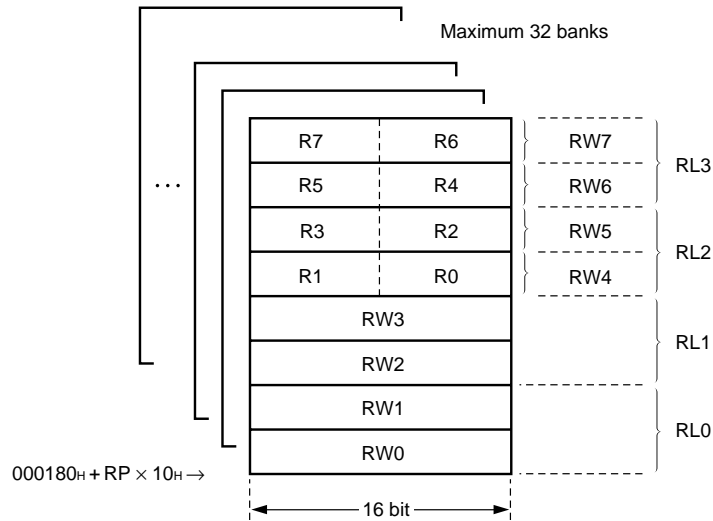 Maximum 32 banks
R7 R6 RW7
RL3
R5 R4 RW6
...
R3 R2 RW5
RL2
R1 R0 RW4
RW3
RL1
RW2
RW1
RL0
RW0
000180H + RP × 10H →
16 bit